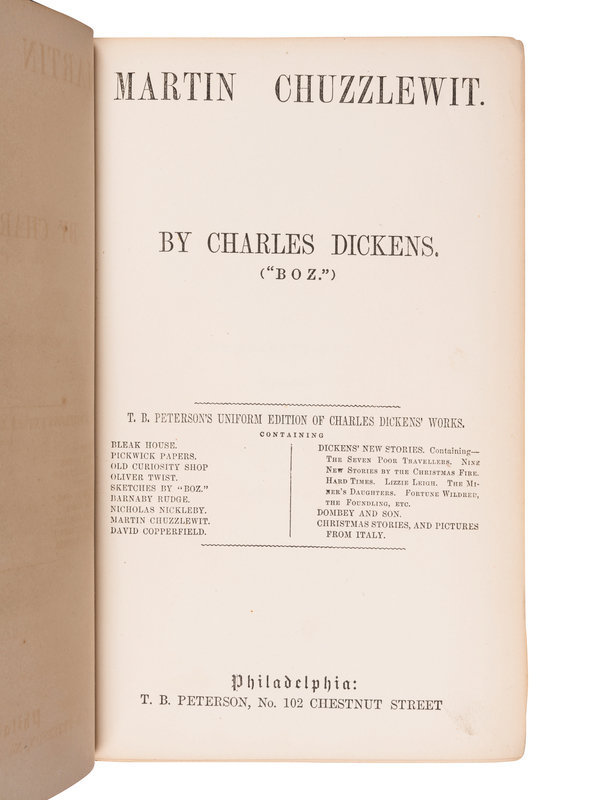 MARTIN CHUZZLEWIT.
BY CHARLES DICKENS.
("BOZ.")
T. B. PETERSON'S UNIFORM EDITION OF CHARLES DICKENS' WORKS.
CONTAINING
BLEAK HOUSE.
PICKWICK PAPERS.
OLD CURIOSITY SHOP
OLIVER TWIST.
SKETCHES BY "BOZ."
BARNABY RUDGE.
NICHOLAS NICKLEBY.
MARTIN CHUZZLEWIT.
DAVID COPPERFIELD.
DICKENS' NEW STORIES. Containing—
The Seven Poor Travellers. Nine
New Stories by the Christmas Fire.
Hard Times. Lizzie Leigh. The Mi-
ner's Daughters. Fortune Wildred,
the Foundling, etc.
DOMBEY AND SON.
CHRISTMAS STORIES, AND PICTURES
FROM ITALY.
Philadelphia:
T. B. PETERSON, No. 102 CHESTNUT STREET